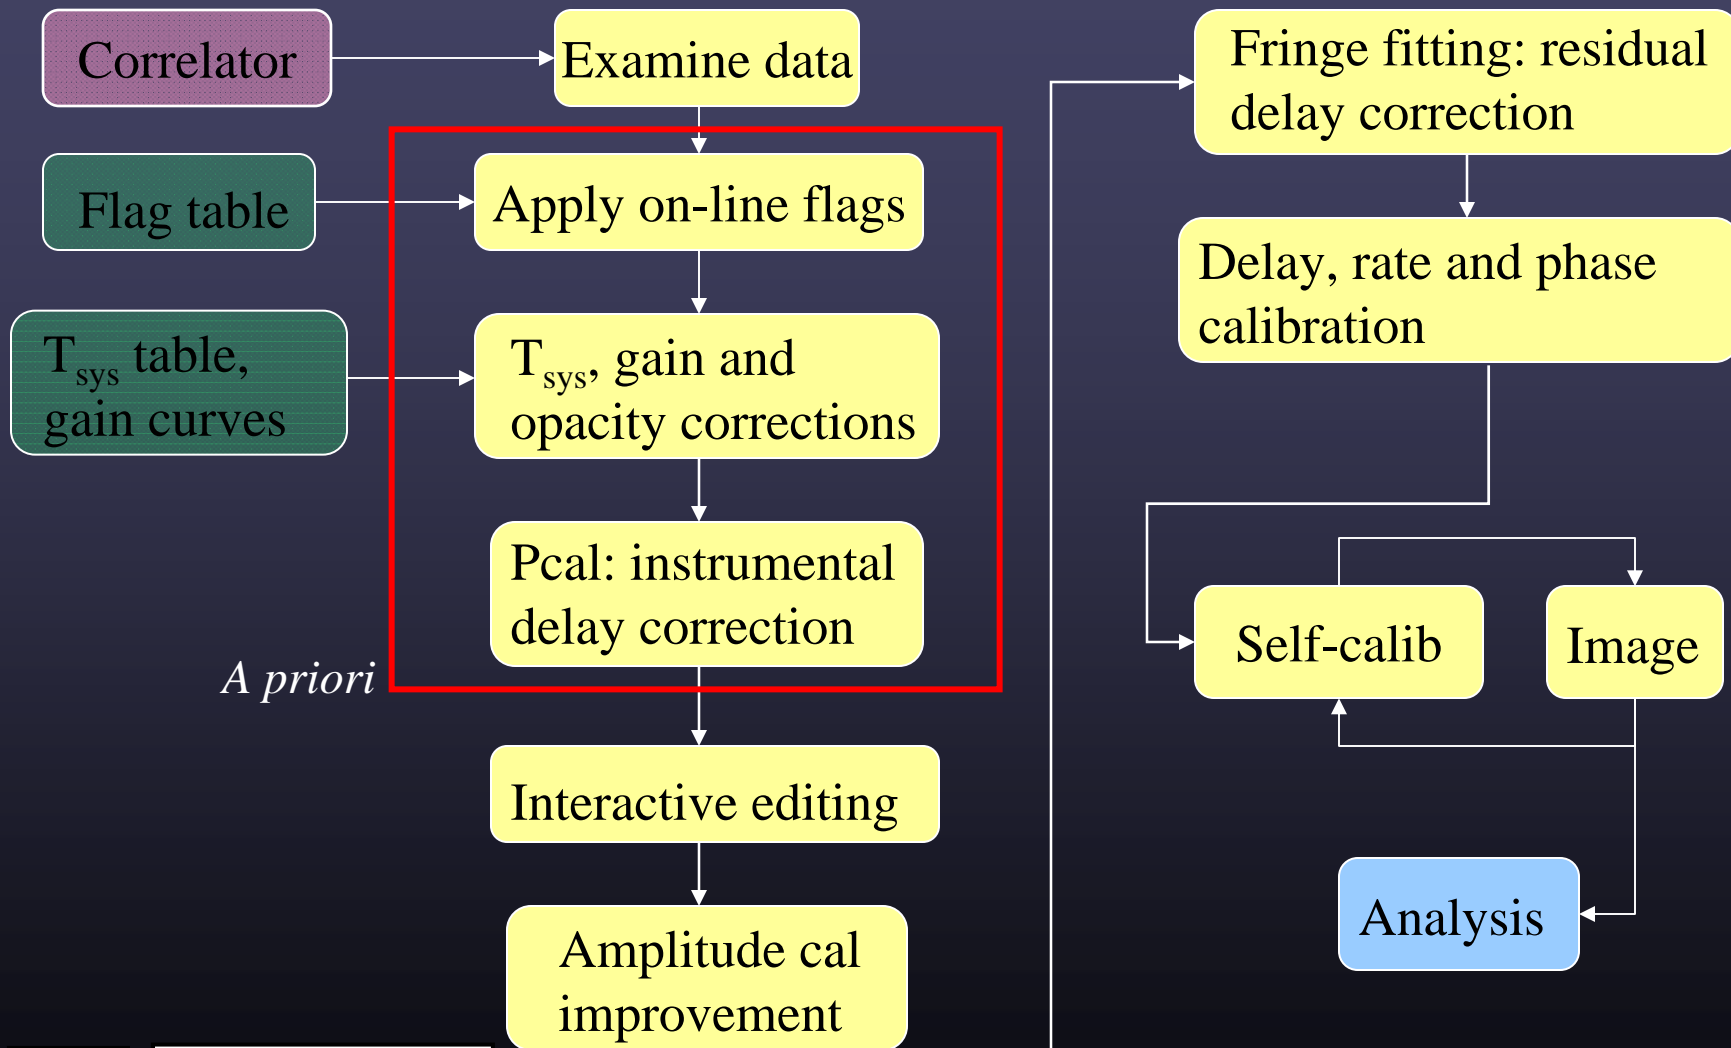 Correlator
Examine data
Flag table
Apply on-line flags
Tsys table,
gain curves
Tsys, gain and
opacity corrections
Pcal: instrumental
delay correction
A priori
Interactive editing
Amplitude cal
improvement
Fringe fitting: residual
delay correction
Delay, rate and phase
calibration
Self-calib
Image
Analysis